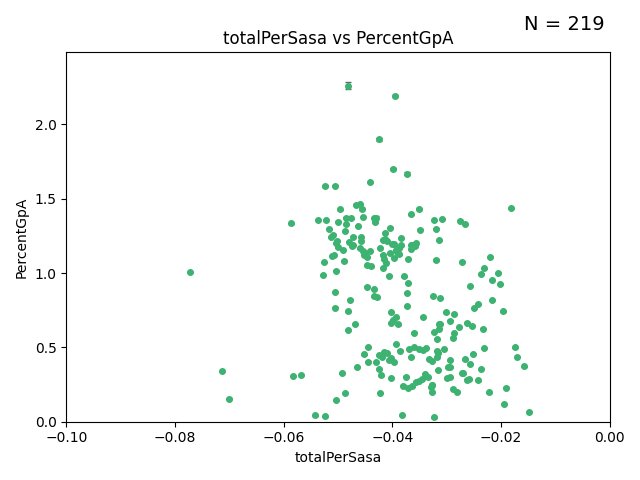 N = 219
totalPerSasa vs PercentGpA
PercentGpA
2.0
1.5
1.0
0.5
0.0
−0.10 −0.08 −0.06 −0.04 −0.02 0.00
totalPerSasa